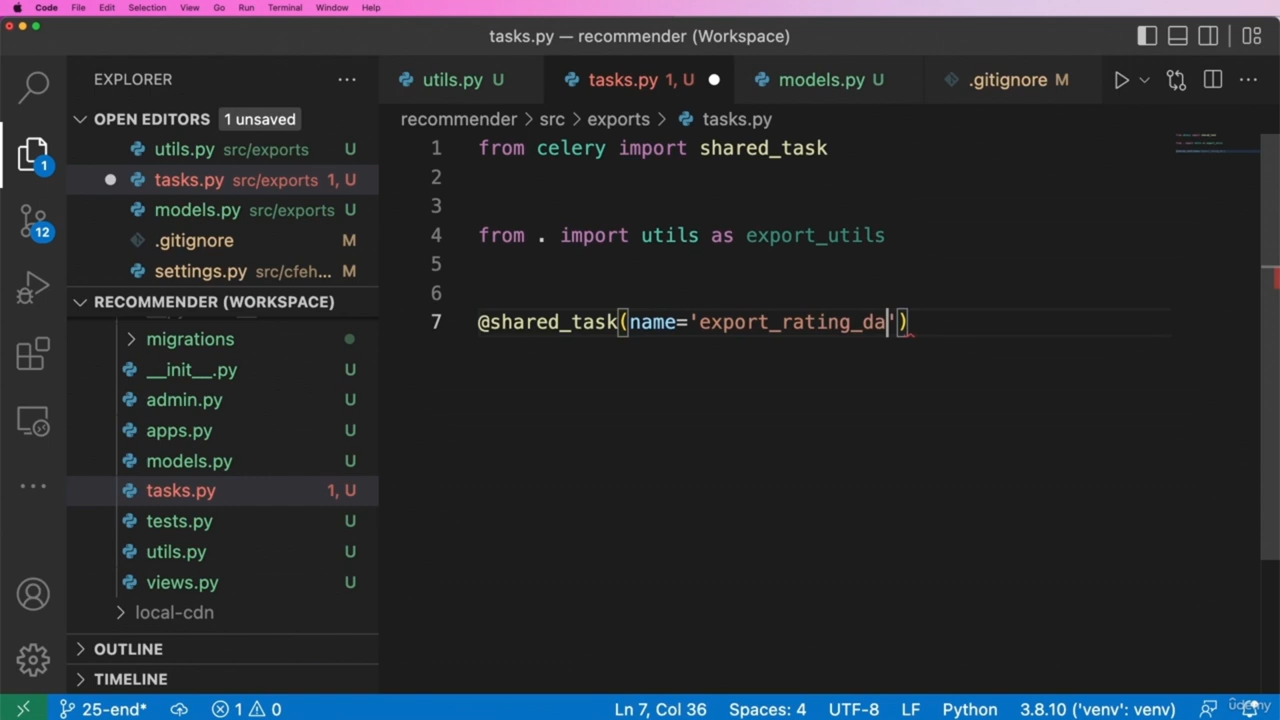 Code File Edit Selection View Go Run Terminal Window Help
tasks.py — recommender (Workspace)
EXPLORER
utils.py U
tasks.py 1, U
models.py U
.gitignore M
OPEN EDITORS 1 unsaved
recommender > src > exports > tasks.py
utils.py src/exports U
tasks.py src/exports 1, U
models.py src/exports U
.gitignore M
settings.py src/cfeh... M
RECOMMENDER (WORKSPACE)
migrations
__init__.py U
admin.py U
apps.py U
models.py U
tasks.py 1, U
tests.py U
utils.py U
views.py U
local-cdn
OUTLINE
TIMELINE
1
12
1 from celery import shared_task
2
3
4 from . import utils as export_utils
5
6
7 @shared_task(name='export_rating_da')
25-end* 1 0 Ln 7, Col 36 Spaces: 4 UTF-8 LF Python 3.8.10 ('venv': venv)
udemy